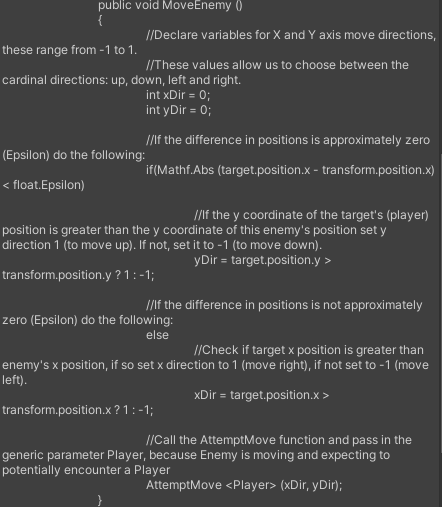 public void MoveEnemy ()
{
//Declare variables for X and Y axis move directions,
these range from -1 to 1.
//These values allow us to choose between the
cardinal directions: up, down, left and right.
int xDir = 0;
int yDir = 0;
//If the difference in positions is approximately zero
(Epsilon) do the following:
if(Mathf.Abs (target.position.x - transform.position.x)
< float.Epsilon)
//If the y coordinate of the target's (player)
position is greater than the y coordinate of this enemy's position set y
direction 1 (to move up). If not, set it to -1 (to move down).
yDir = target.position.y >
transform.position.y ? 1 : -1;
//If the difference in positions is not approximately
zero (Epsilon) do the following:
else
//Check if target x position is greater than
enemy's x position, if so set x direction to 1 (move right), if not set to -1 (move
left).
xDir = target.position.x >
transform.position.x ? 1 : -1;
//Call the AttemptMove function and pass in the
generic parameter Player, because Enemy is moving and expecting to
potentially encounter a Player
AttemptMove <Player> (xDir, yDir);
}